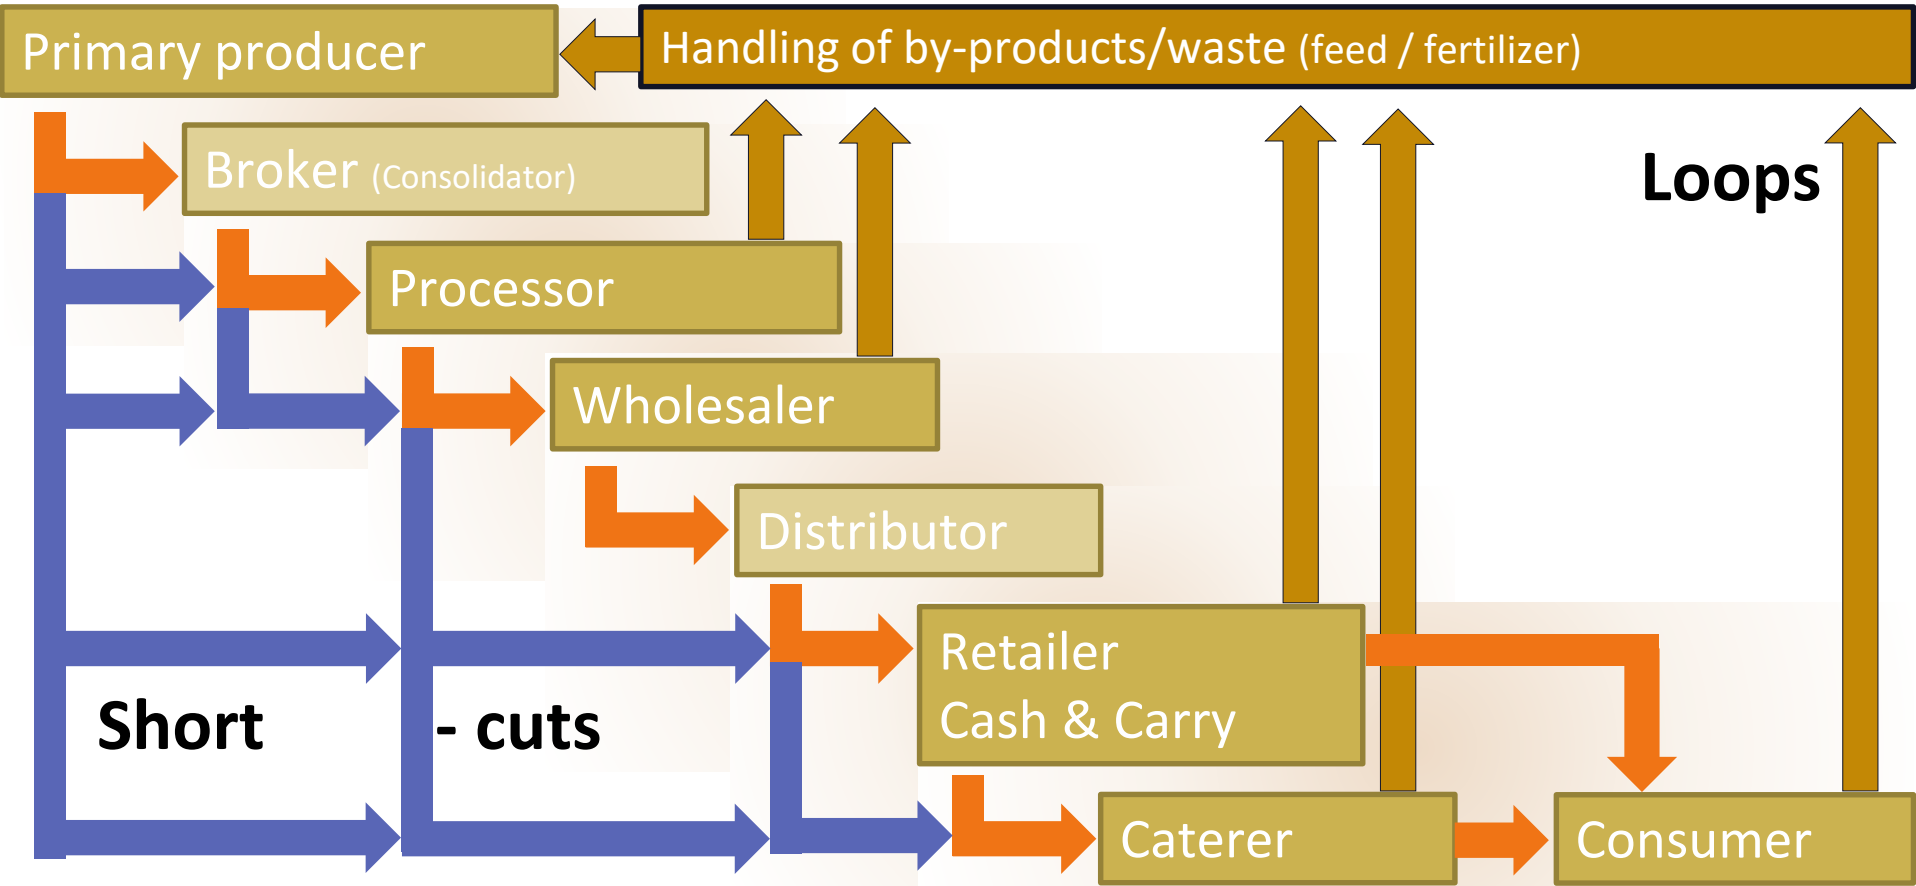 Primary producer
Handling of by-products/waste (feed / fertilizer)
Broker (Consolidator)
Loops
Processor
Wholesaler
Distributor
Retailer
Cash & Carry
Short - cuts
Caterer
Consumer